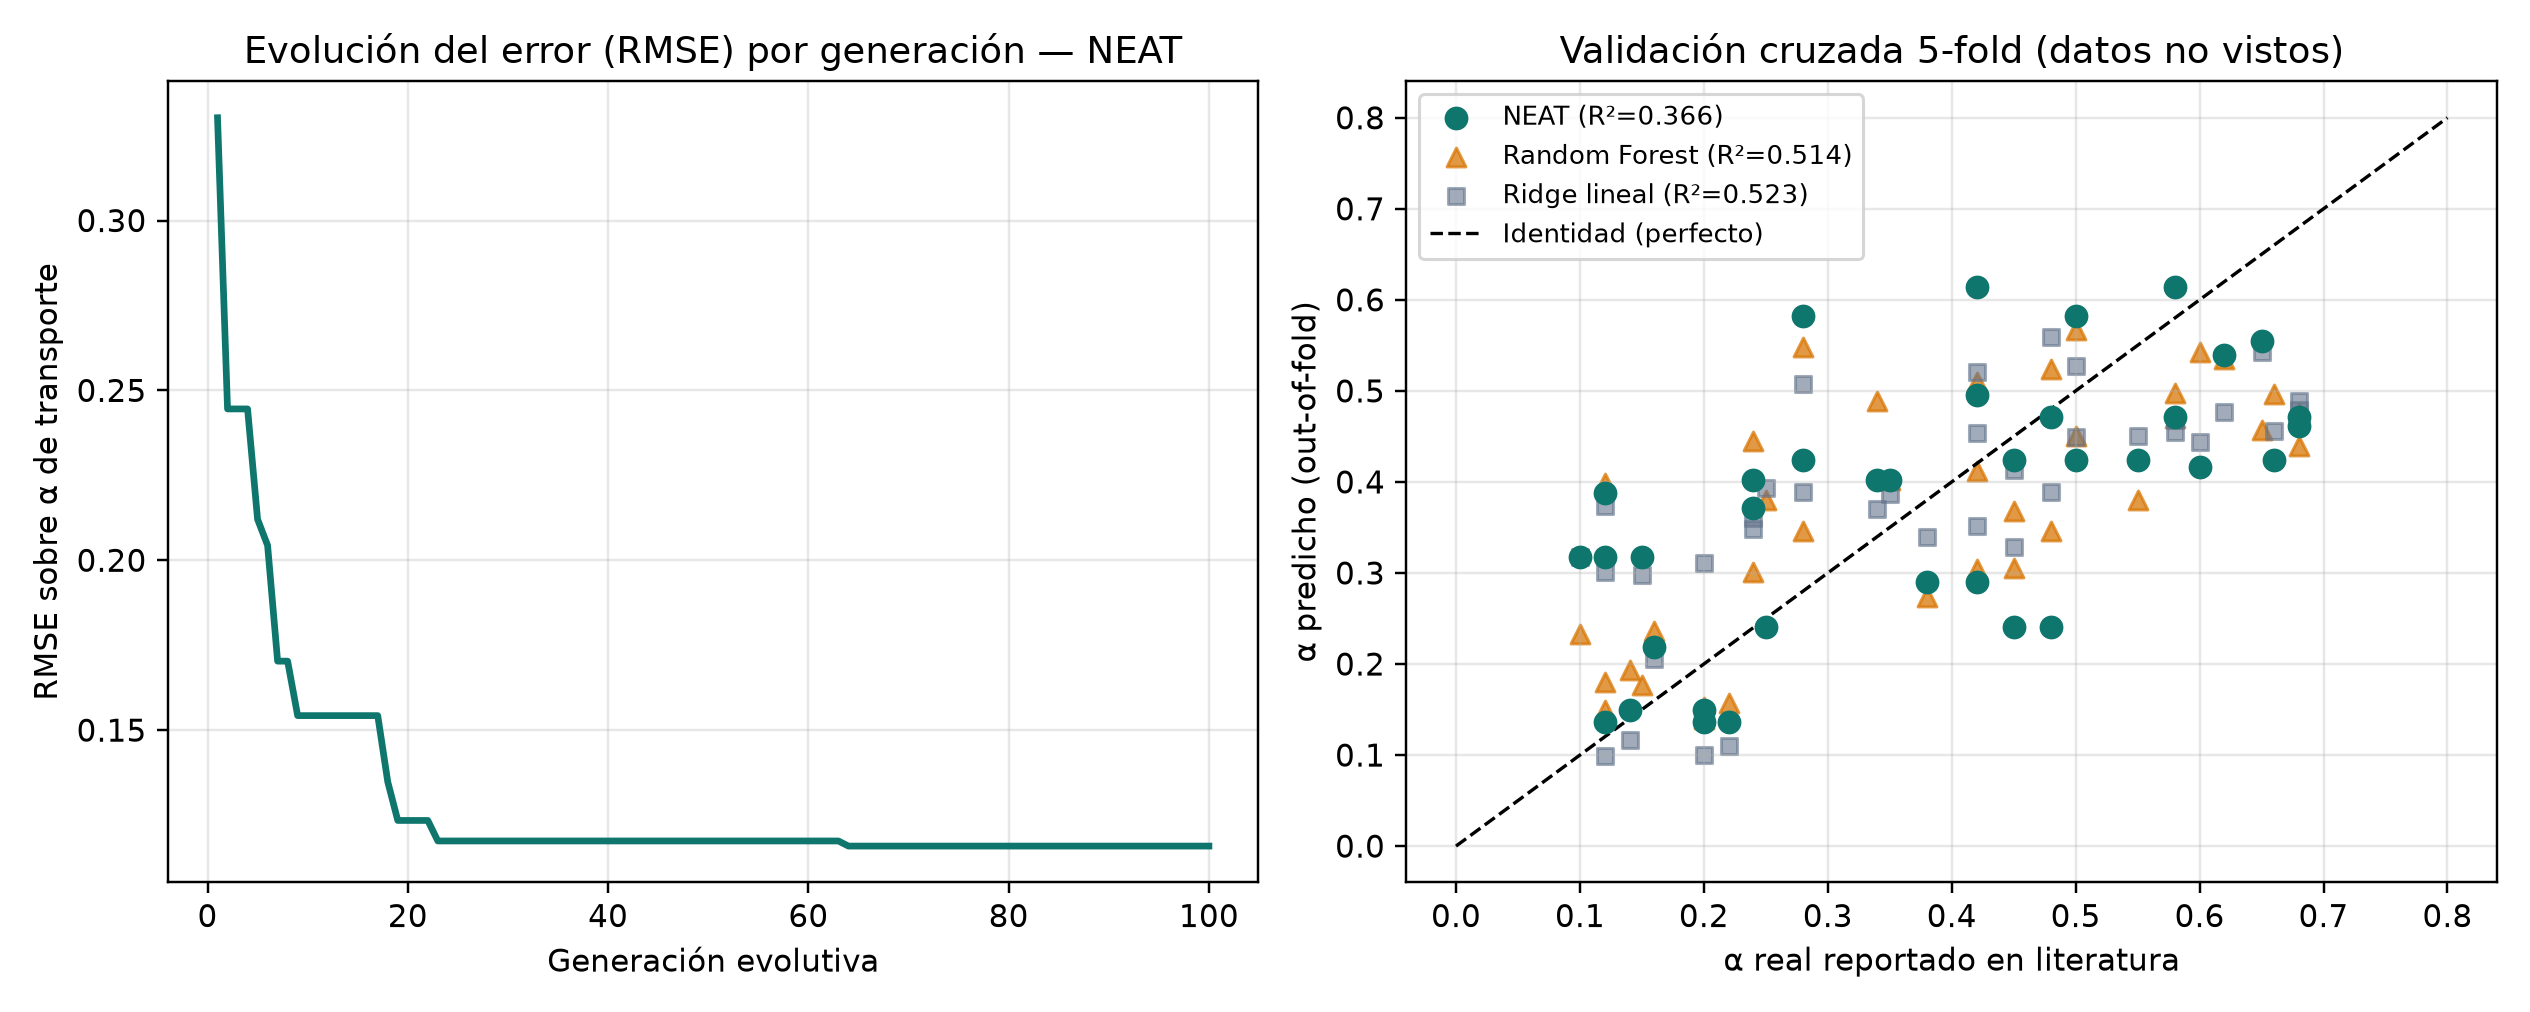 Evolución del error (RMSE) por generación — NEAT
RMSE sobre α de transporte
0.30
0.25
0.20
0.15
0
20
40
60
80
100
Generación evolutiva
Validación cruzada 5-fold (datos no vistos)
NEAT (R²=0.366)
Random Forest (R²=0.514)
Ridge lineal (R²=0.523)
Identidad (perfecto)
α predicho (out-of-fold)
0.8
0.7
0.6
0.5
0.4
0.3
0.2
0.1
0.0
0.0
0.1
0.2
0.3
0.4
0.5
0.6
0.7
0.8
α real reportado en literatura